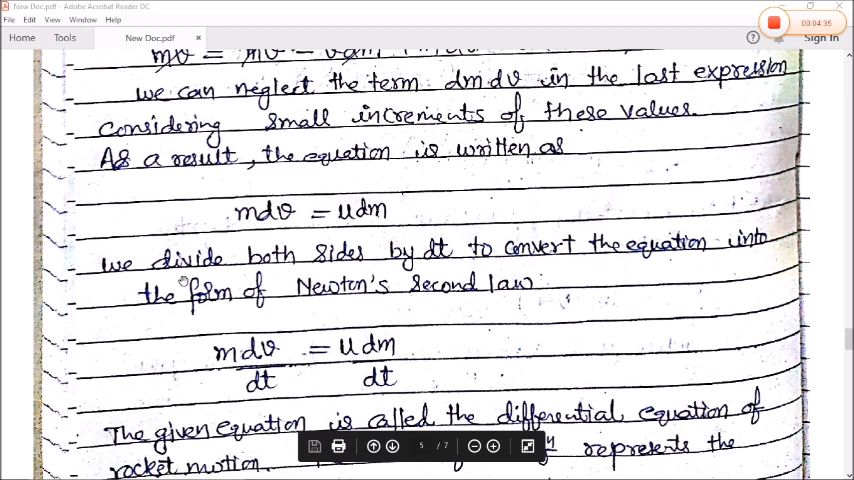 New Doc.pdf - Adobe Acrobat Reader DC
File Edit View Window Help
Home Tools New Doc.pdf × Sign In
00:04:35
we can neglect the term dmdv in the last expression
considering small increments of these values.
As a result, the equation is written as
mdv = udm
we divide both sides by dt to convert the equation into
the form of Newton's second law
mdv = udm
dt dt
The given equation is called the differential equation of
5 / 7
rocket motion. represents the